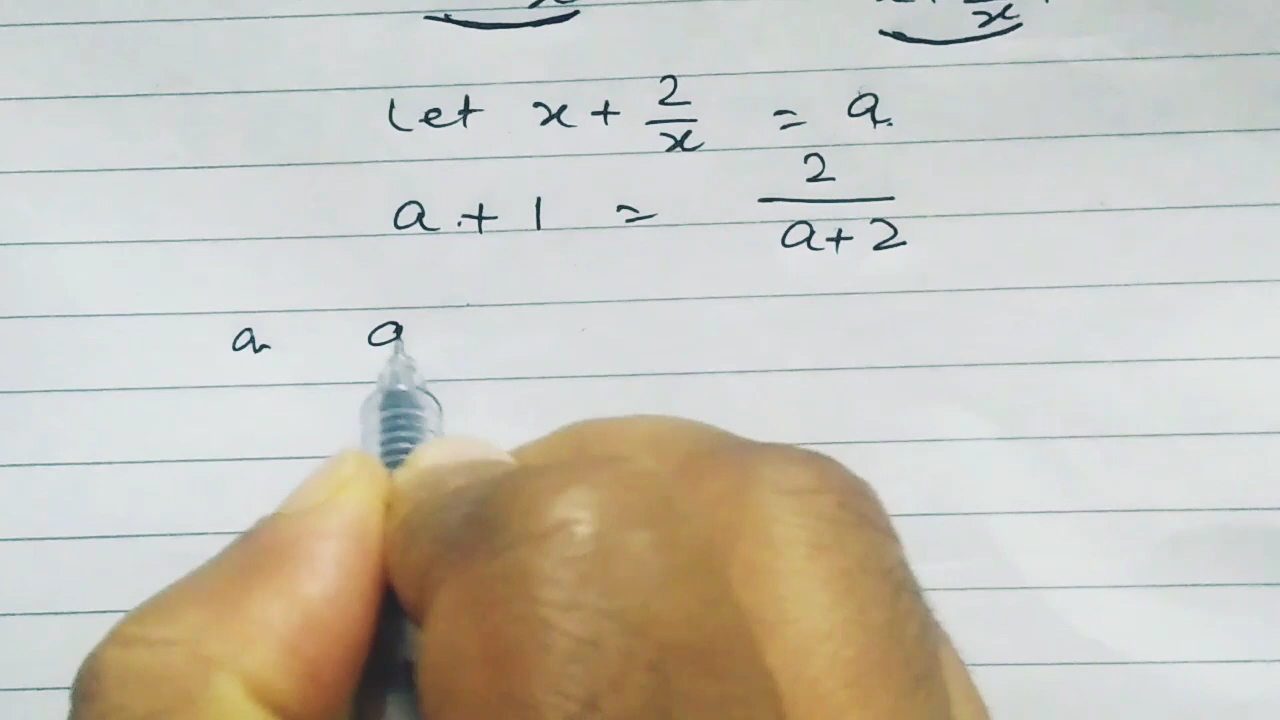 x
x
Let x + 2/x = a.
a + 1 = 2/(a+2)
a a